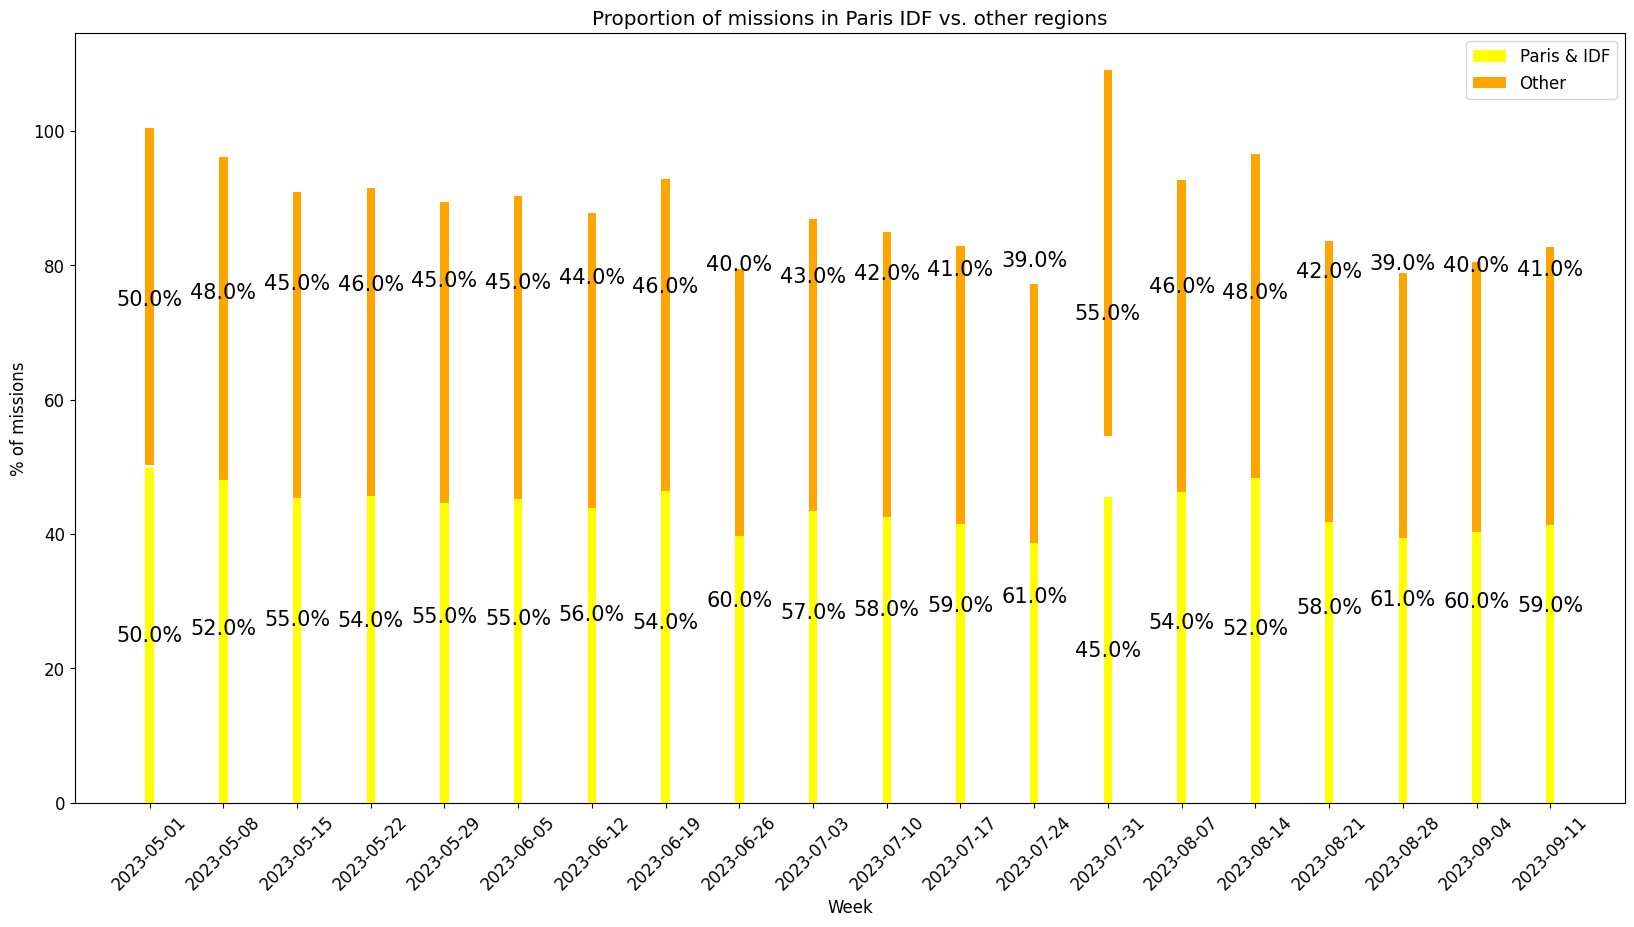 Proportion of missions in Paris IDF vs. other regions
Paris & IDF
Other
% of missions
100
80
60
40
20
0
50.0% 48.0% 45.0% 46.0% 45.0% 45.0% 44.0% 46.0% 40.0% 43.0% 42.0% 41.0% 39.0% 55.0% 46.0% 48.0% 42.0% 39.0% 40.0% 41.0%
50.0% 52.0% 55.0% 54.0% 55.0% 55.0% 56.0% 54.0% 60.0% 57.0% 58.0% 59.0% 61.0% 45.0% 54.0% 52.0% 58.0% 61.0% 60.0% 59.0%
2023-05-01 2023-05-08 2023-05-15 2023-05-22 2023-05-29 2023-06-05 2023-06-12 2023-06-19 2023-06-26 2023-07-03 2023-07-10 2023-07-17 2023-07-24 2023-07-31 2023-08-07 2023-08-14 2023-08-21 2023-08-28 2023-09-04 2023-09-11
Week